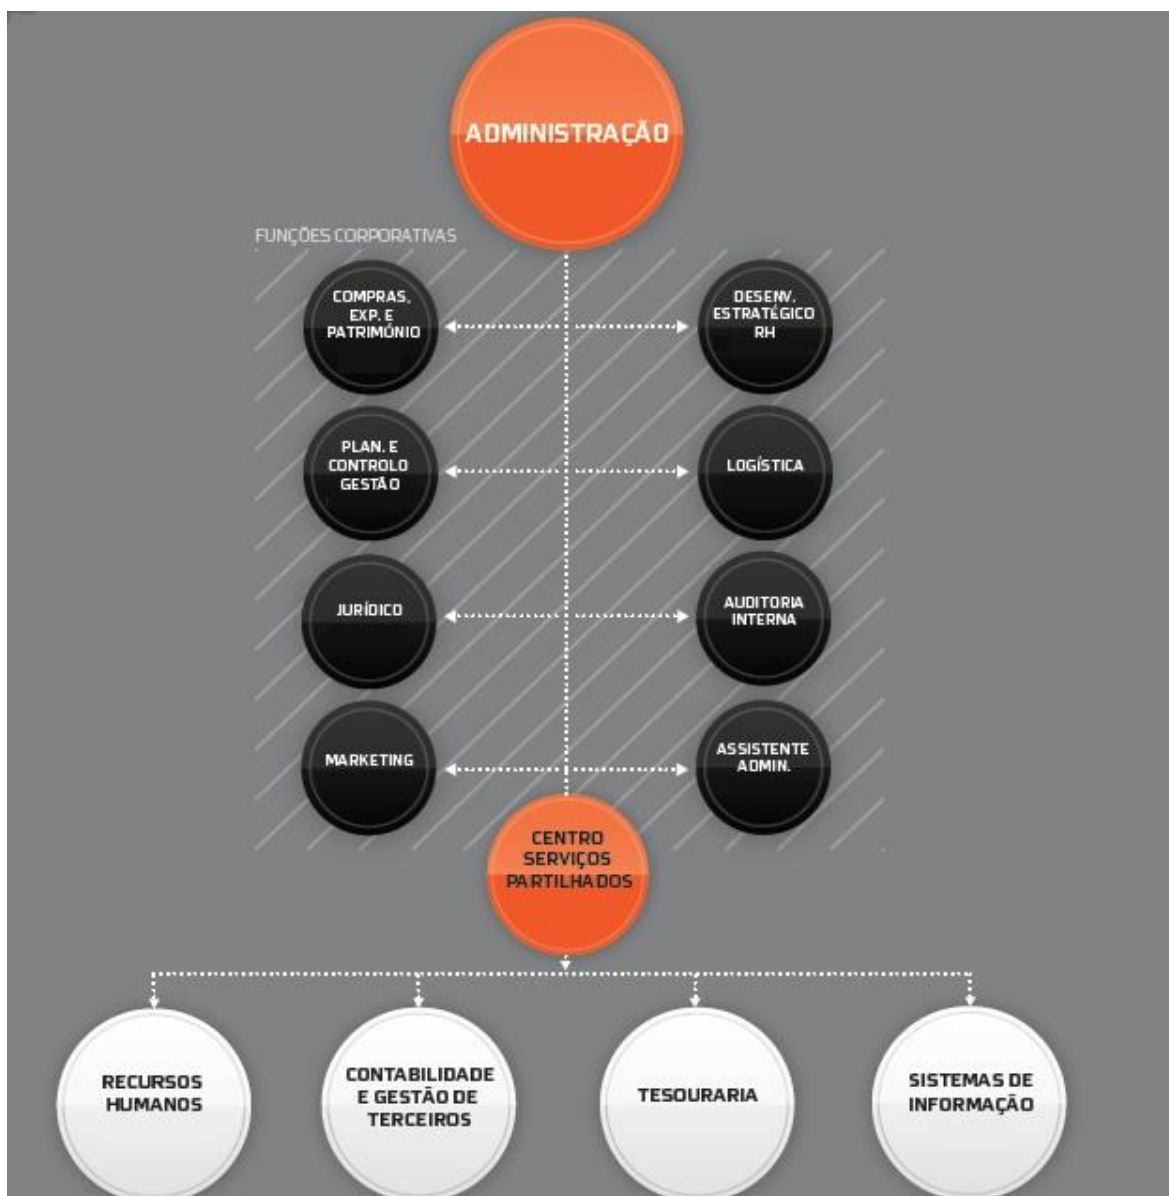 ADMINISTRAÇÃO
FUNÇÕES CORPORATIVAS
COMPRAS,
EXP. E
PATRIMÓNIO
DESENV.
ESTRATÉGICO
RH
PLAN. E
CONTROLO
GESTÃO
LOGÍSTICA
JURÍDICO
AUDITORIA
INTERNA
MARKETING
ASSISTENTE
ADMIN.
CENTRO
SERVIÇOS
PARTILHADOS
RECURSOS
HUMANOS
CONTABILIDADE
E GESTÃO DE
TERCEIROS
TESOURARIA
SISTEMAS DE
INFORMAÇÃO